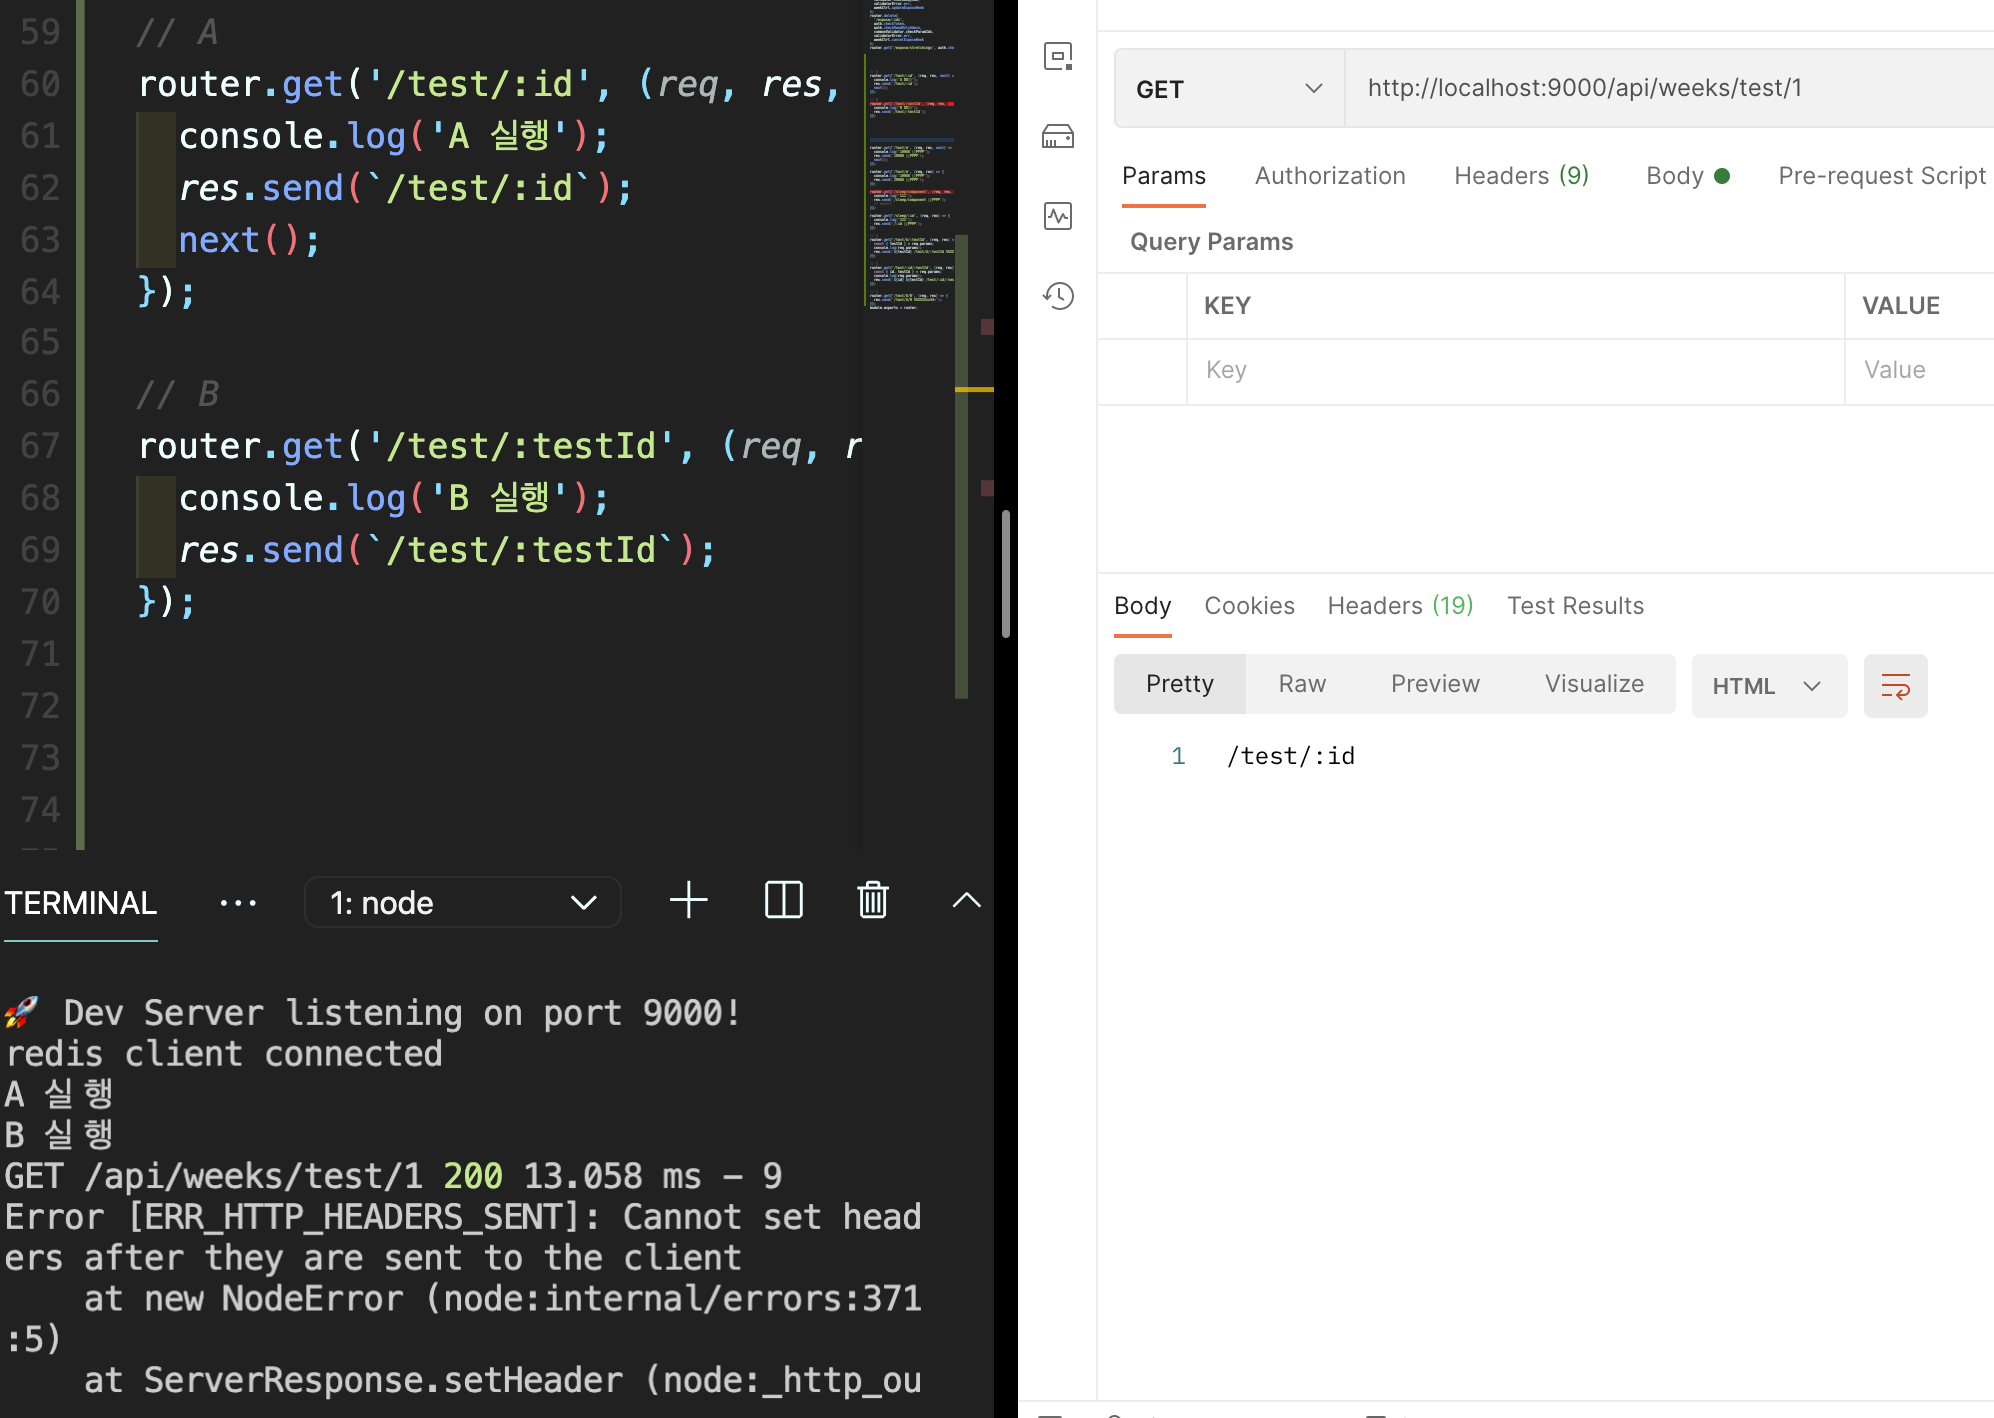 59 // A
60 router.get('/test/:id', (req, res,
61 console.log('A 실행');
62 res.send(`/test/:id`);
63 next();
64 });
65
66 // B
67 router.get('/test/:testId', (req, r
68 console.log('B 실행');
69 res.send(`/test/:testId`);
70 });
71
72
73
74
TERMINAL ... 1: node
🚀 Dev Server listening on port 9000!
redis client connected
A 실행
B 실행
GET /api/weeks/test/1 200 13.058 ms - 9
Error [ERR_HTTP_HEADERS_SENT]: Cannot set head
ers after they are sent to the client
at new NodeError (node:internal/errors:371
:5)
at ServerResponse.setHeader (node:_http_ou
GET http://localhost:9000/api/weeks/test/1
Params Authorization Headers (9) Body Pre-request Script
Query Params
KEY VALUE
Key Value
Body Cookies Headers (19) Test Results
Pretty Raw Preview Visualize HTML
1 /test/:id